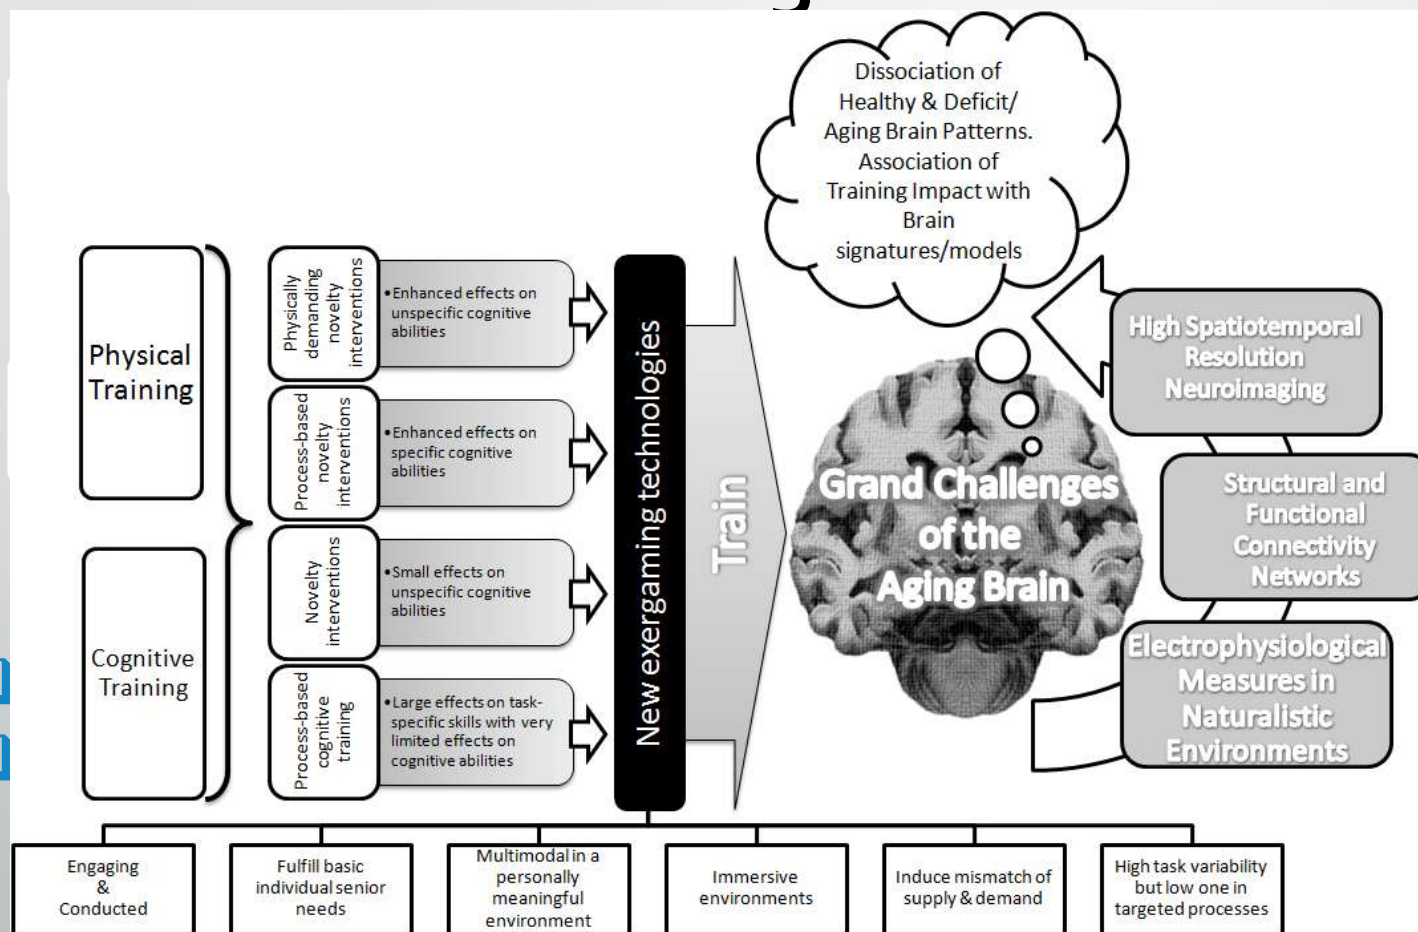 Dissociation of
Healthy & Deficit/
Aging Brain Patterns.
Association of
Training Impact with
Brain
signatures/models
Physical
Training
Cognitive
Training
Physically
demanding
novelty
interventions
•Enhanced effects on
unspecific cognitive
abilities
Process-based
novelty
interventions
•Enhanced effects on
specific cognitive
abilities
Novelty
interventions
•Small effects on
unspecific cognitive
abilities
Process-based
cognitive
training
•Large effects on task-
specific skills with very
limited effects on
cognitive abilities
New exergaming technologies
Train
Grand Challenges
of the
Aging Brain
High Spatiotemporal
Resolution
Neuroimaging
Structural and
Functional
Connectivity
Networks
Electrophysiological
Measures in
Naturalistic
Environments
Engaging
&
Conducted
Fulfill basic
individual senior
needs
Multimodal in a
personally
meaningful
environment
Immersive
environments
Induce mismatch of
supply & demand
High task variability
but low one in
targeted processes